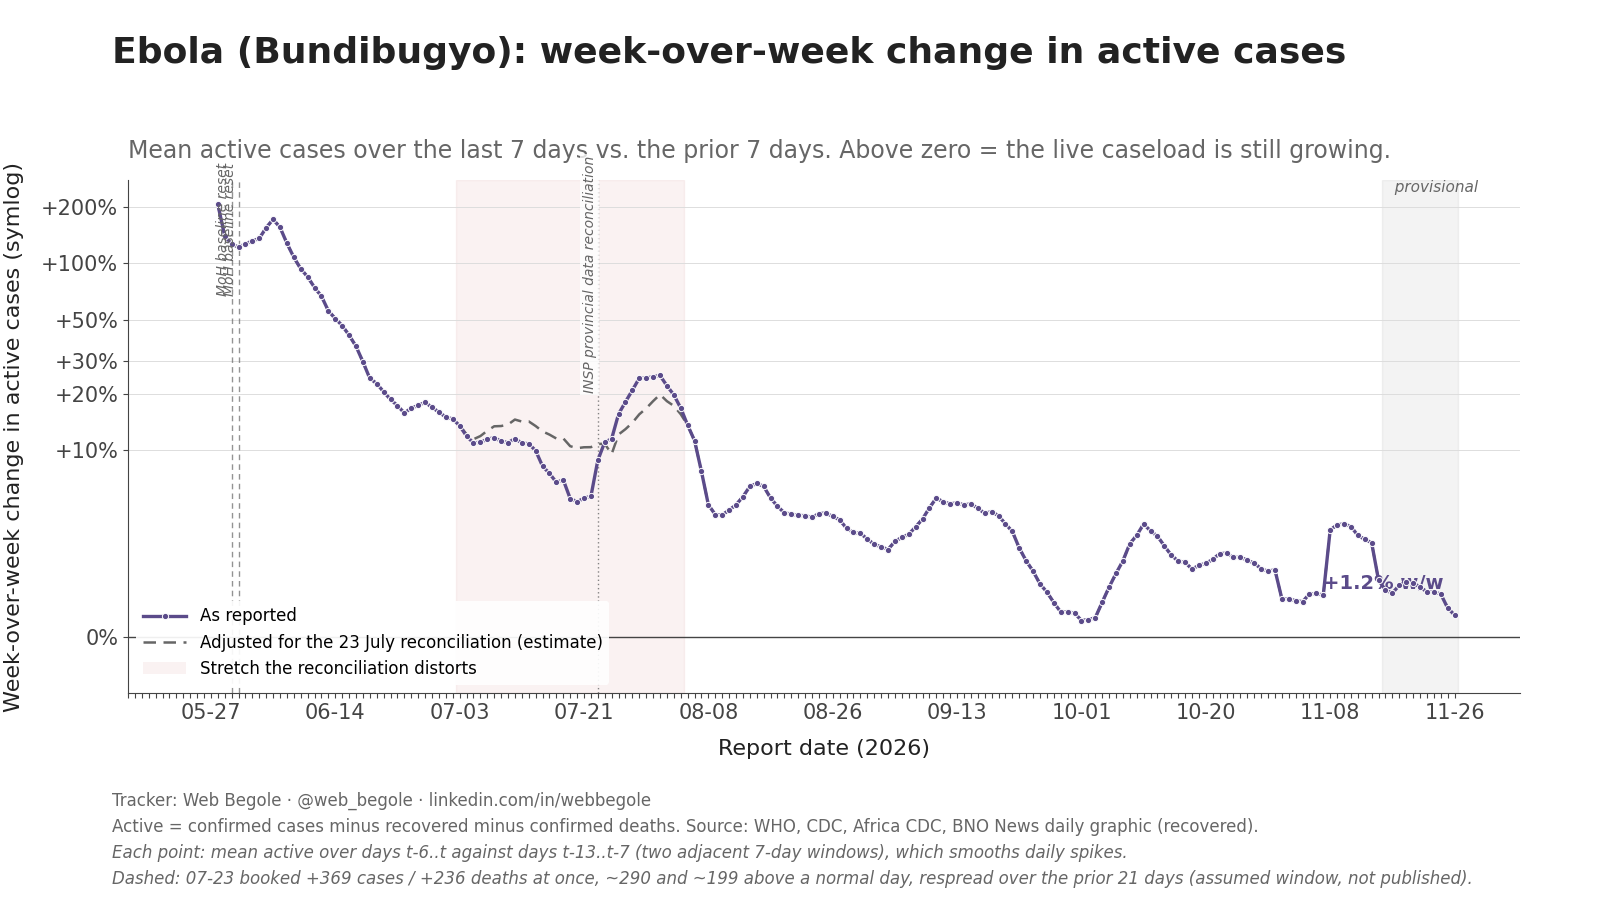 Ebola (Bundibugyo): week-over-week change in active cases
Mean active cases over the last 7 days vs. the prior 7 days. Above zero = the live caseload is still growing.
Week-over-week change in active cases (symlog)
+200%
+100%
+50%
+30%
+20%
+10%
0%
MoH baseline reset
MoH baseline reset
INSP provincial data reconciliation
provisional
+1.2% w/w
As reported
Adjusted for the 23 July reconciliation (estimate)
Stretch the reconciliation distorts
05-27 06-14 07-03 07-21 08-08 08-26 09-13 10-01 10-20 11-08 11-26
Report date (2026)
Tracker: Web Begole · @web_begole · linkedin.com/in/webbegole
Active = confirmed cases minus recovered minus confirmed deaths. Source: WHO, CDC, Africa CDC, BNO News daily graphic (recovered).
Each point: mean active over days t-6..t against days t-13..t-7 (two adjacent 7-day windows), which smooths daily spikes.
Dashed: 07-23 booked +369 cases / +236 deaths at once, ~290 and ~199 above a normal day, respread over the prior 21 days (assumed window, not published).